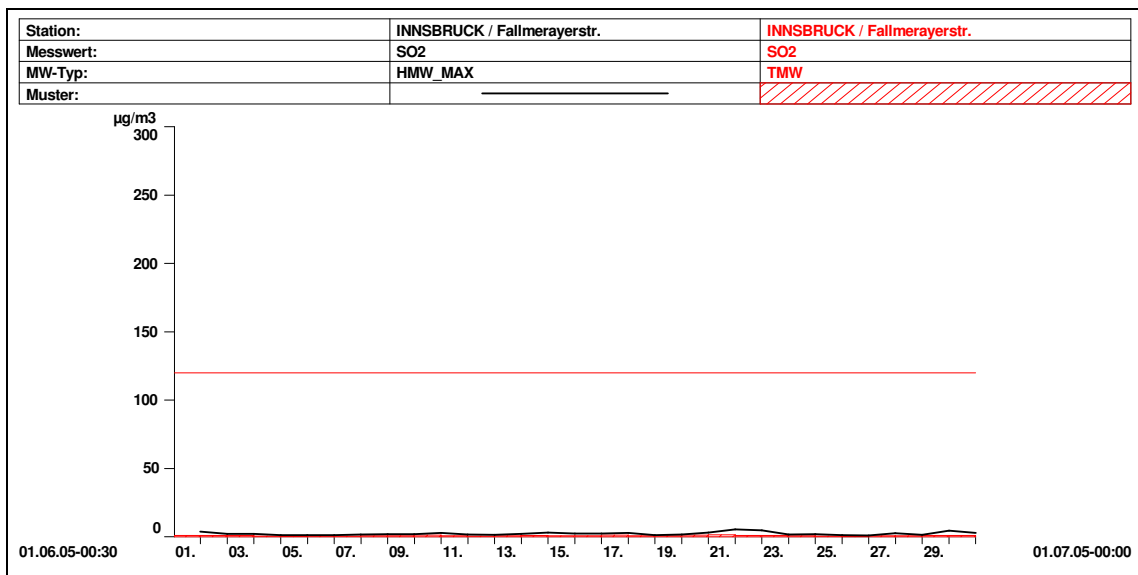 Station: INNSBRUCK / Fallmerayerstr. INNSBRUCK / Fallmerayerstr.
Messwert: SO2 SO2
MW-Typ: HMW_MAX TMW
Muster:
µg/m3
300
250
200
150
100
50
0
01.06.05-00:30 01. 03. 05. 07. 09. 11. 13. 15. 17. 19. 21. 23. 25. 27. 29. 01.07.05-00:00